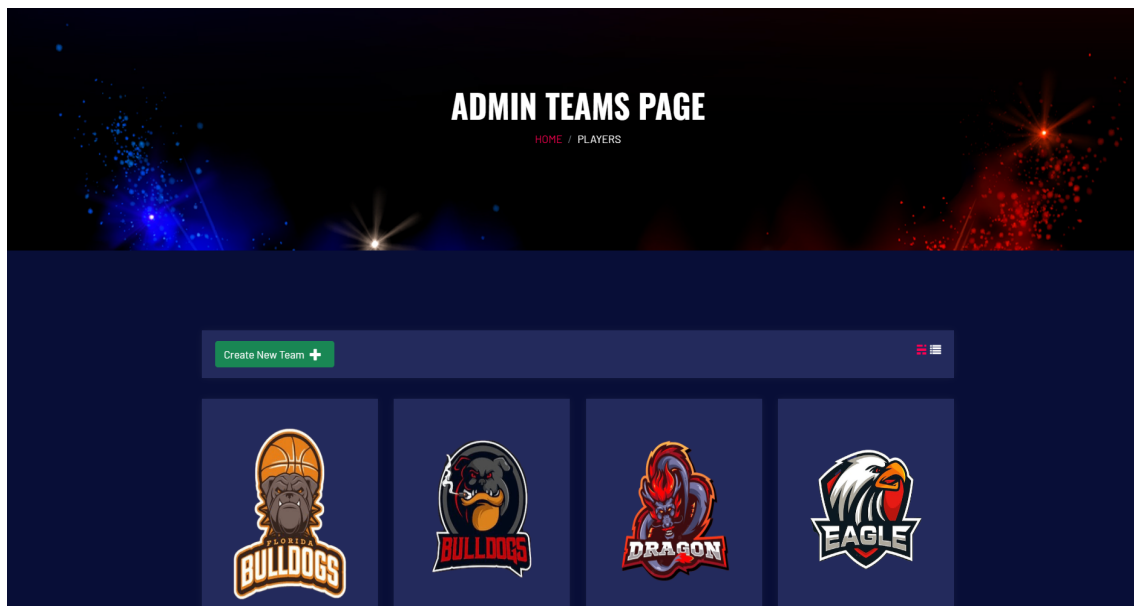 ADMIN TEAMS PAGE
HOME / PLAYERS
Create New Team
FLORIDA
BULLDOGS
BULLDOGS
DRAGON
EAGLE